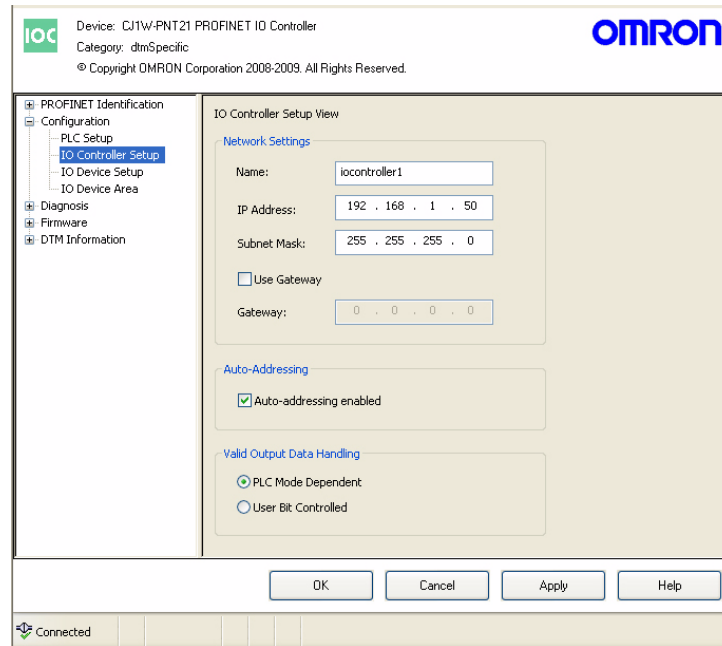 IOC
Device: CJ1W-PNT21 PROFINET IO Controller
Category: dtmSpecific
© Copyright OMRON Corporation 2008-2009. All Rights Reserved.
OMRON
PROFINET Identification
Configuration
PLC Setup
IO Controller Setup
IO Device Setup
IO Device Area
Diagnosis
Firmware
DTM Information
IO Controller Setup View
Network Settings
Name: iocontroller1
IP Address: 192 . 168 . 1 . 50
Subnet Mask: 255 . 255 . 255 . 0
Use Gateway
Gateway: 0 . 0 . 0 . 0
Auto-Addressing
Auto-addressing enabled
Valid Output Data Handling
PLC Mode Dependent
User Bit Controlled
OK Cancel Apply Help
Connected